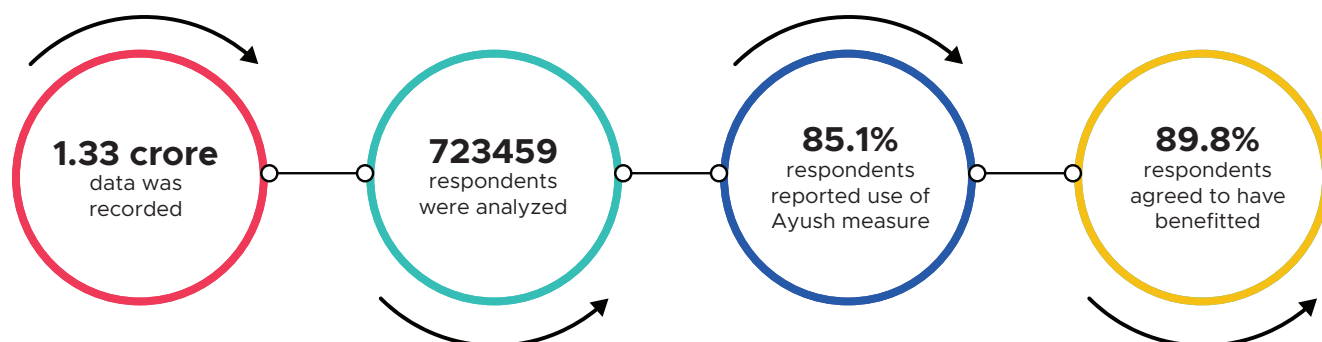 1.33 crore
data was
recorded
723459
respondents
were analyzed
85.1%
respondents
reported use of
Ayush measure
89.8%
respondents
agreed to have
benefitted